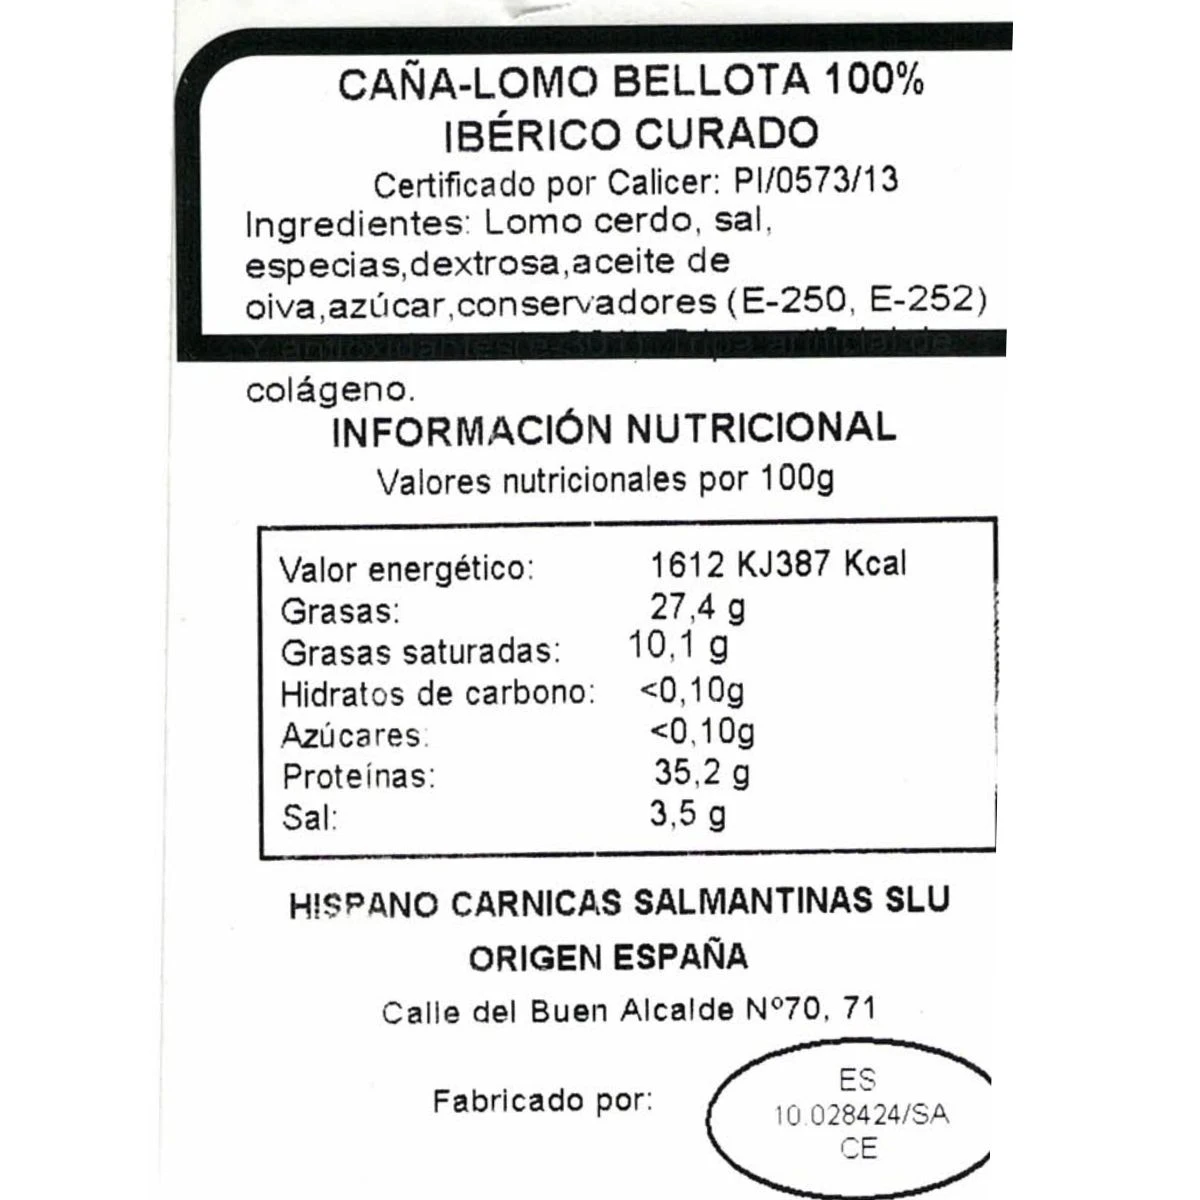 CAÑA-LOMO BELLOTA 100%
IBÉRICO CURADO
Certificado por Calicer: PI/0573/13
Ingredientes: Lomo cerdo, sal,
especias,dextrosa,aceite de
oiva,azúcar,conservadores (E-250, E-252)
colágeno.
INFORMACIÓN NUTRICIONAL
Valores nutricionales por 100g
Valor energético: 1612 KJ387 Kcal
Grasas: 27,4 g
Grasas saturadas: 10,1 g
Hidratos de carbono: <0,10g
Azúcares: <0,10g
Proteínas: 35,2 g
Sal: 3,5 g
HISPANO CARNICAS SALMANTINAS SLU
ORIGEN ESPAÑA
Calle del Buen Alcalde Nº70, 71
Fabricado por:
ES
10.028424/SA
CE